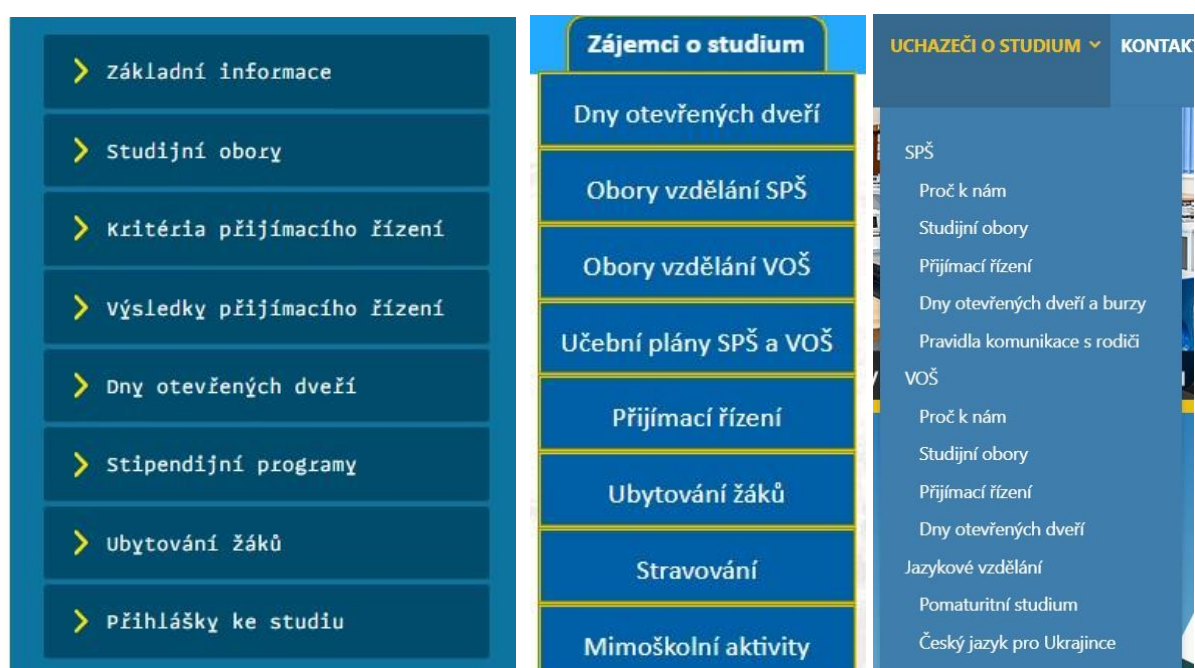 Základní informace
Studijní obory
Kritéria přijímacího řízení
Výsledky přijímacího řízení
Dny otevřených dveří
Stipendijní programy
Ubytování žáků
Přihlášky ke studiu
Zájemci o studium
Dny otevřených dveří
Obory vzdělání SPŠ
Obory vzdělání VOŠ
Učební plány SPŠ a VOŠ
Přijímací řízení
Ubytování žáků
Stravování
Mimoškolní aktivity
UCHAZEČI O STUDIUM KONTAKT
SPŠ
Proč k nám
Studijní obory
Přijímací řízení
Dny otevřených dveří a burzy
Pravidla komunikace s rodiči
VOŠ
Proč k nám
Studijní obory
Přijímací řízení
Dny otevřených dveří
Jazykové vzdělání
Pomaturitní studium
Český jazyk pro Ukrajince